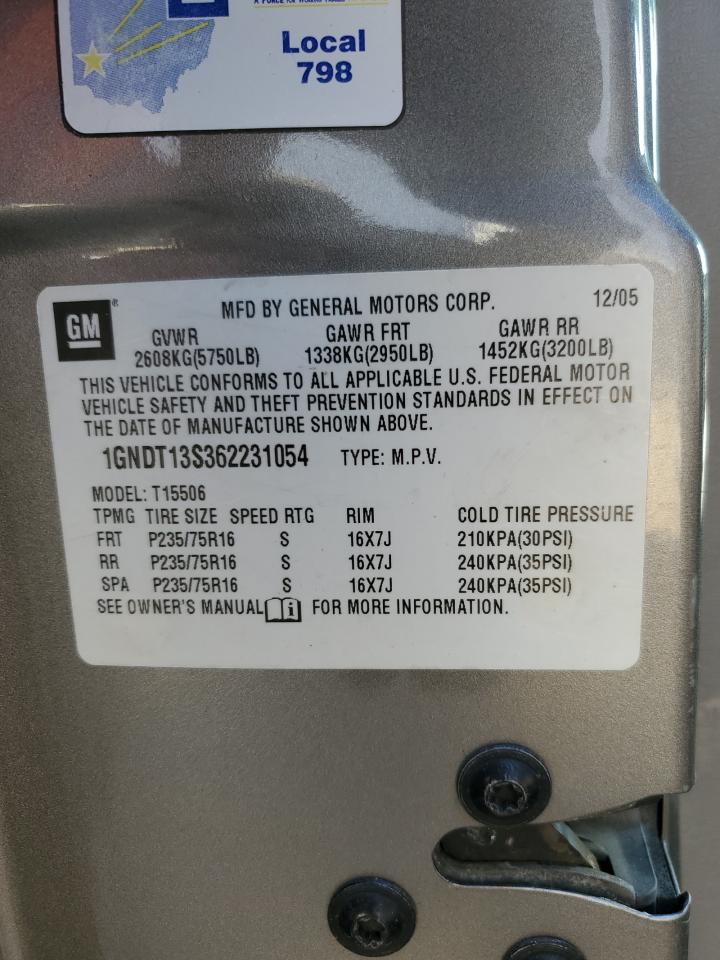 Local
798
GM®
MFD BY GENERAL MOTORS CORP. 12/05
GVWR GAWR FRT GAWR RR
2608KG(5750LB) 1338KG(2950LB) 1452KG(3200LB)
THIS VEHICLE CONFORMS TO ALL APPLICABLE U.S. FEDERAL MOTOR
VEHICLE SAFETY AND THEFT PREVENTION STANDARDS IN EFFECT ON
THE DATE OF MANUFACTURE SHOWN ABOVE.
1GNDT13S362231054 TYPE: M.P.V.
MODEL: T15506
TPMG TIRE SIZE SPEED RTG RIM COLD TIRE PRESSURE
FRT P235/75R16 S 16X7J 210KPA(30PSI)
RR P235/75R16 S 16X7J 240KPA(35PSI)
SPA P235/75R16 S 16X7J 240KPA(35PSI)
SEE OWNER'S MANUAL i FOR MORE INFORMATION.